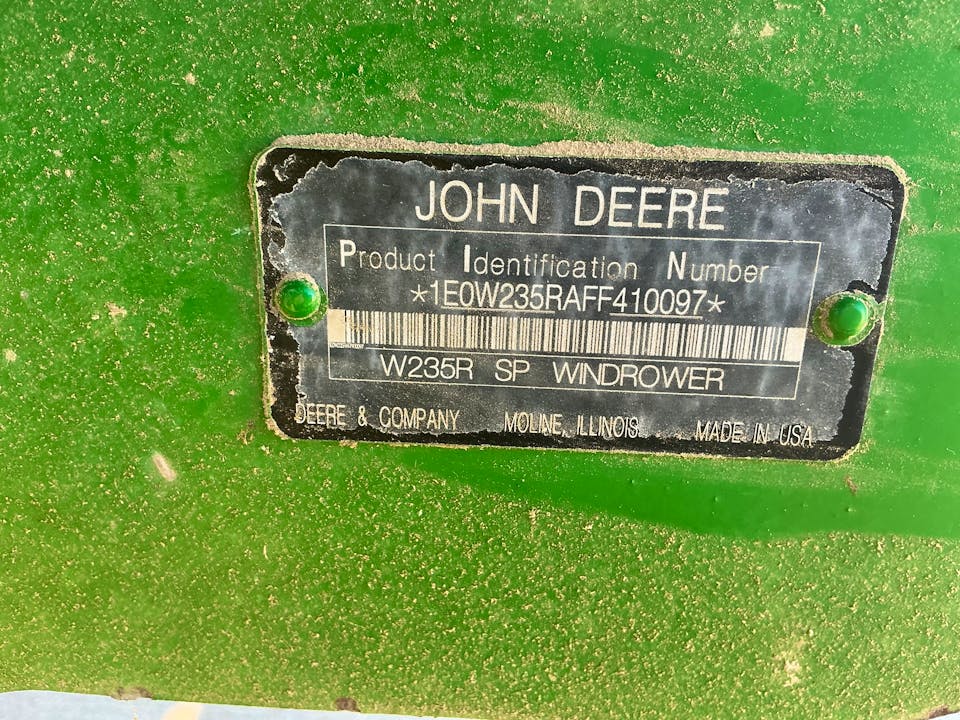 JOHN DEERE
Product Identification Number
*1E0W235RAFF410097*
W235R SP WINDROWER
DEERE & COMPANY MOLINE, ILLINOIS MADE IN USA